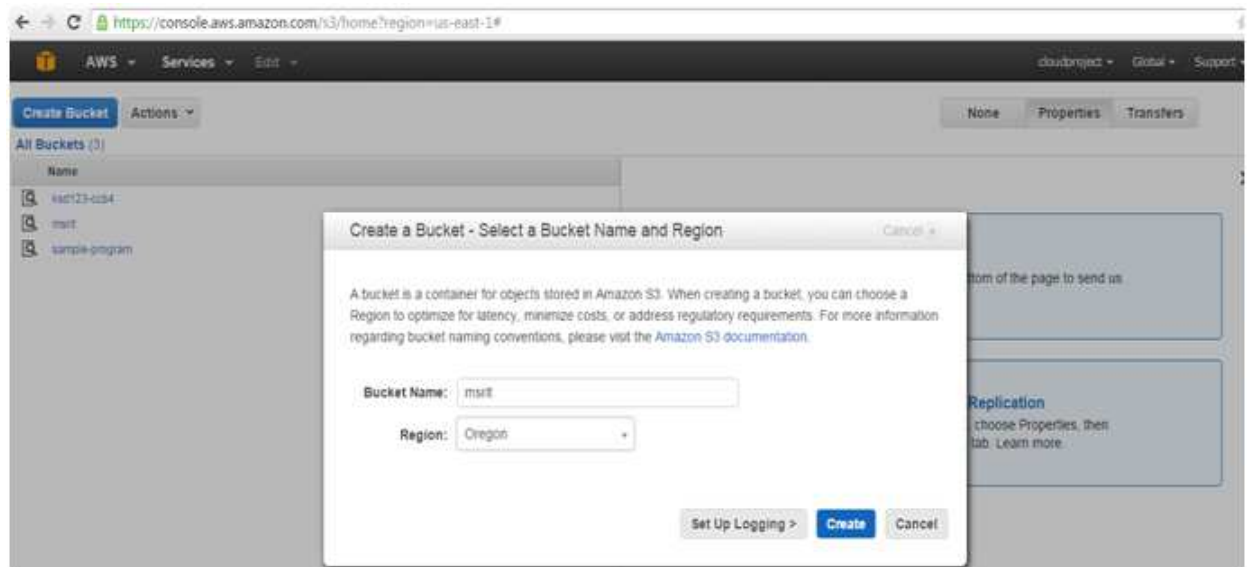 https://console.aws.amazon.com/s3/home?region=us-east-1#
AWS Services Edit cloudproject Global Support
Create Bucket Actions None Properties Transfers
All Buckets (3)
Name
msrit
sample-program
Create a Bucket - Select a Bucket Name and Region Cancel x
A bucket is a container for objects stored in Amazon S3. When creating a bucket, you can choose a
Region to optimize for latency, minimize costs, or address regulatory requirements. For more information
regarding bucket naming conventions, please visit the Amazon S3 documentation.
Bucket Name: msrit
Region: Oregon
Set Up Logging > Create Cancel
ttom of the page to send us
Replication
choose Properties, then
tab. Learn more.